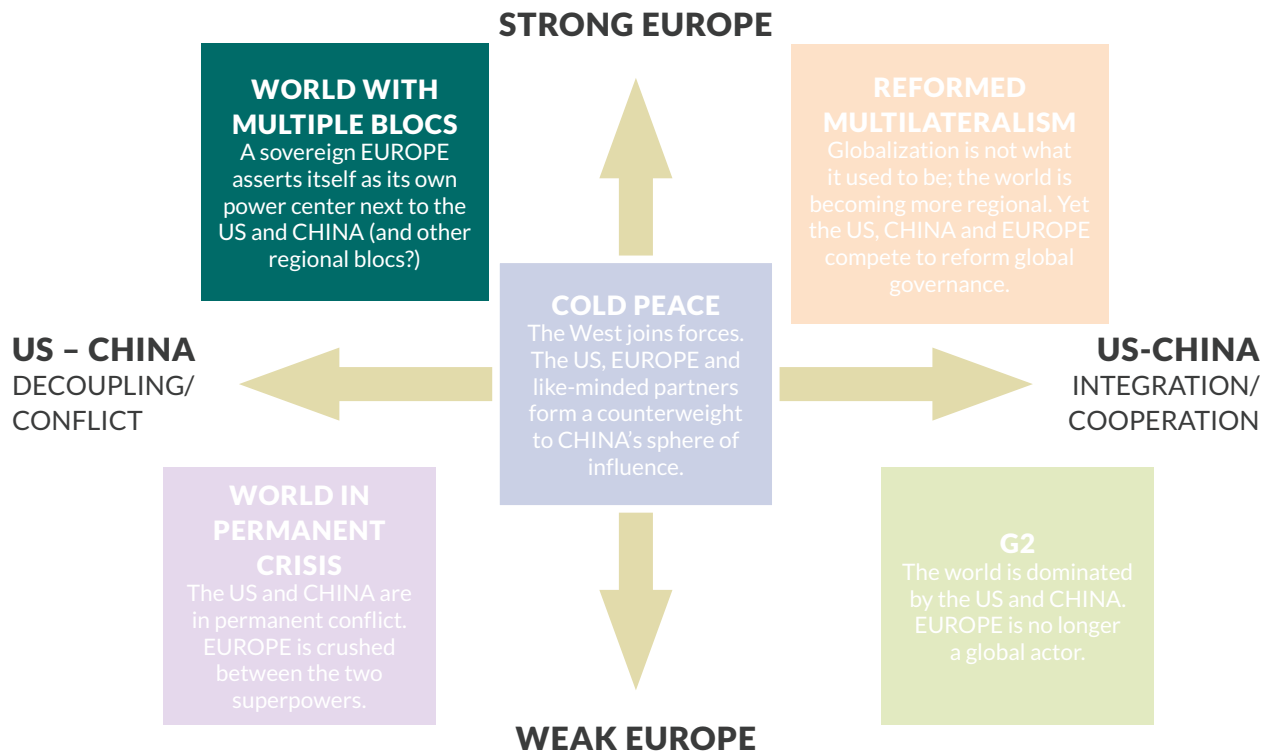 STRONG EUROPE
WORLD WITH
MULTIPLE BLOCS
A sovereign EUROPE
asserts itself as its own
power center next to the
US and CHINA (and other
regional blocs?)
REFORMED
MULTILATERALISM
Globalization is not what
it used to be; the world is
becoming more regional. Yet
the US, CHINA and EUROPE
compete to reform global
governance.
US – CHINA
DECOUPLING/
CONFLICT
COLD PEACE
The West joins forces.
The US, EUROPE and
like-minded partners
form a counterweight
to CHINA’s sphere of
influence.
US-CHINA
INTEGRATION/
COOPERATION
WORLD IN
PERMANENT
CRISIS
The US and CHINA are
in permanent conflict.
EUROPE is crushed
between the two
superpowers.
G2
The world is dominated
by the US and CHINA.
EUROPE is no longer
a global actor.
WEAK EUROPE